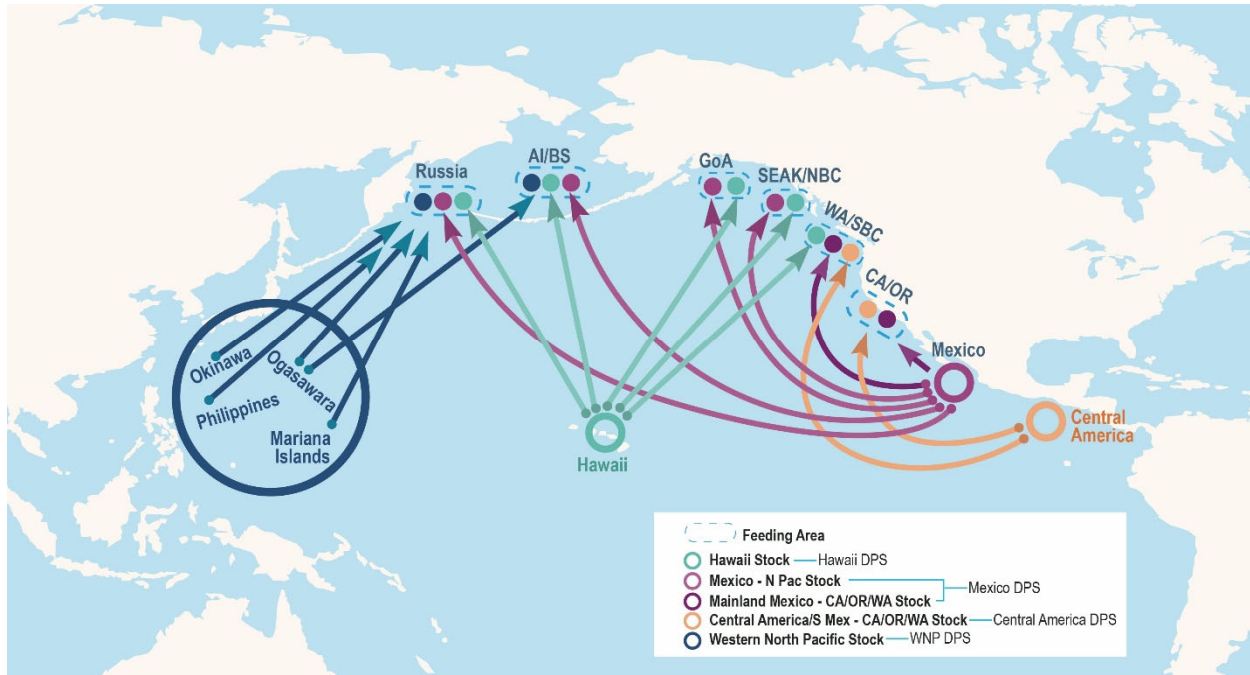 AI/BS
GoA
Russia
SEAK/NBC
WA/SBC
CA/OR
Mexico
Okinawa
Ogasawara
Philippines
Mariana
Islands
Hawaii
Central
America
Feeding Area
Hawaii Stock Hawaii DPS
Mexico - N Pac Stock
Mexico DPS
Mainland Mexico - CA/OR/WA Stock
Central America/S Mex - CA/OR/WA Stock Central America DPS
Western North Pacific Stock WNP DPS